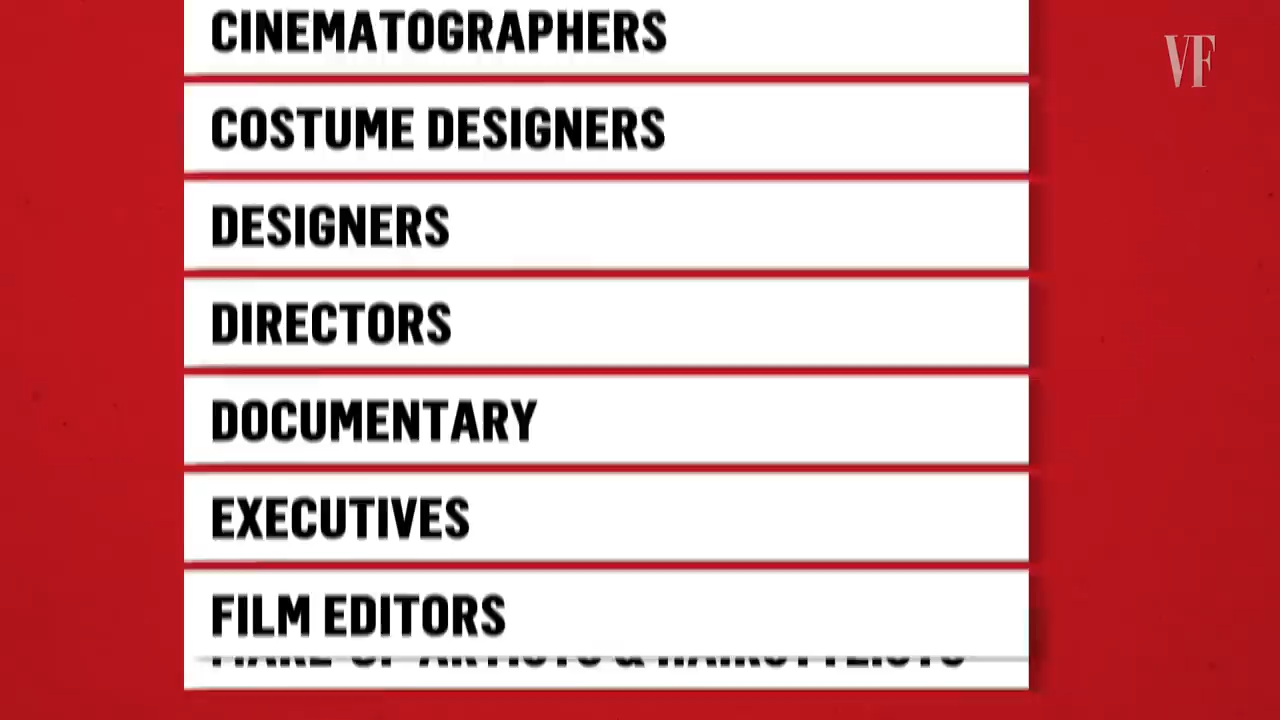 CINEMATOGRAPHERS
VF
COSTUME DESIGNERS
DESIGNERS
DIRECTORS
DOCUMENTARY
EXECUTIVES
FILM EDITORS